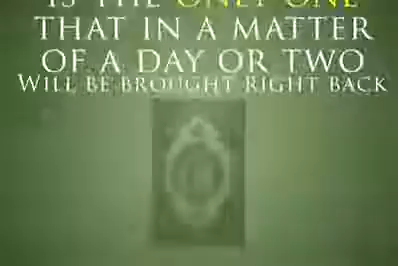 IS THE ONLY ONE
THAT IN A MATTER
OF A DAY OR TWO
WILL BE BROUGHT RIGHT BACK